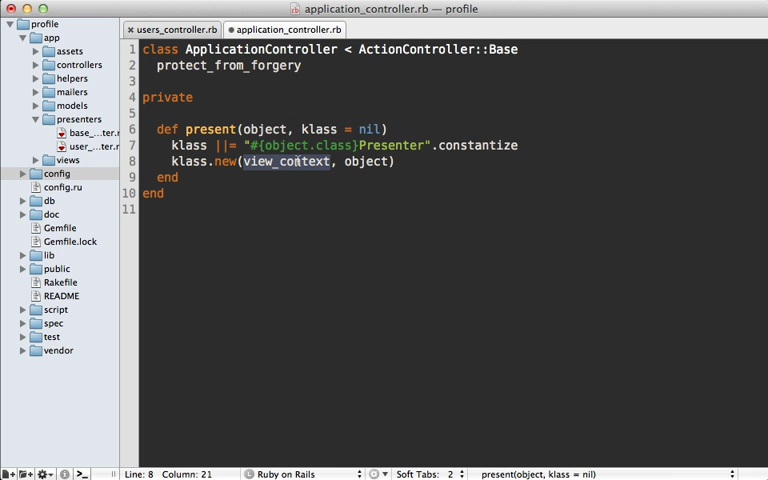 application_controller.rb — profile
profile
app
assets
controllers
helpers
mailers
models
presenters
base_...ter.r
user_...ter.r
views
config
config.ru
db
doc
Gemfile
Gemfile.lock
lib
public
Rakefile
README
script
spec
test
vendor
users_controller.rb
application_controller.rb
1 class ApplicationController < ActionController::Base
2 protect_from_forgery
3
4 private
5
6 def present(object, klass = nil)
7 klass ||= "#{object.class}Presenter".constantize
8 klass.new(view_context, object)
9 end
10 end
11
Line: 8 Column: 21 Ruby on Rails Soft Tabs: 2 present(object, klass = nil)